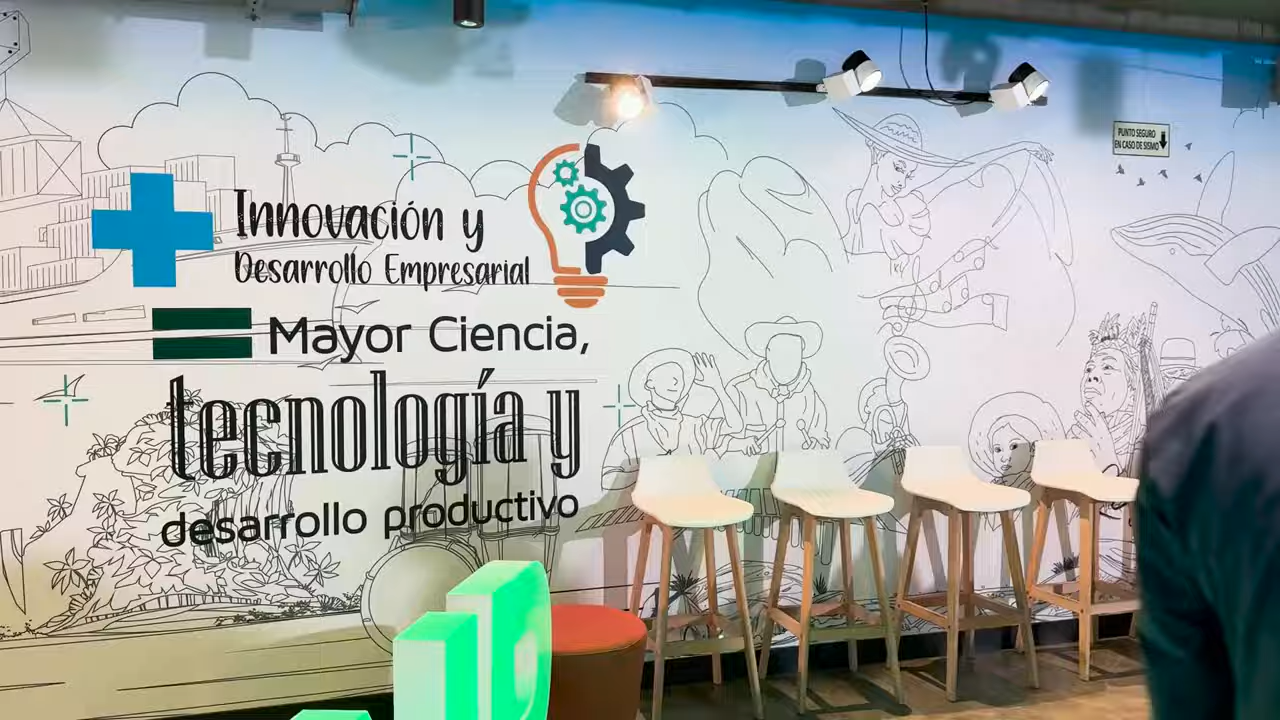 Innovación y
Desarrollo Empresarial
Mayor Ciencia,
tecnología y
desarrollo productivo
PUNTO SEGURO
EN CASO DE SISMO